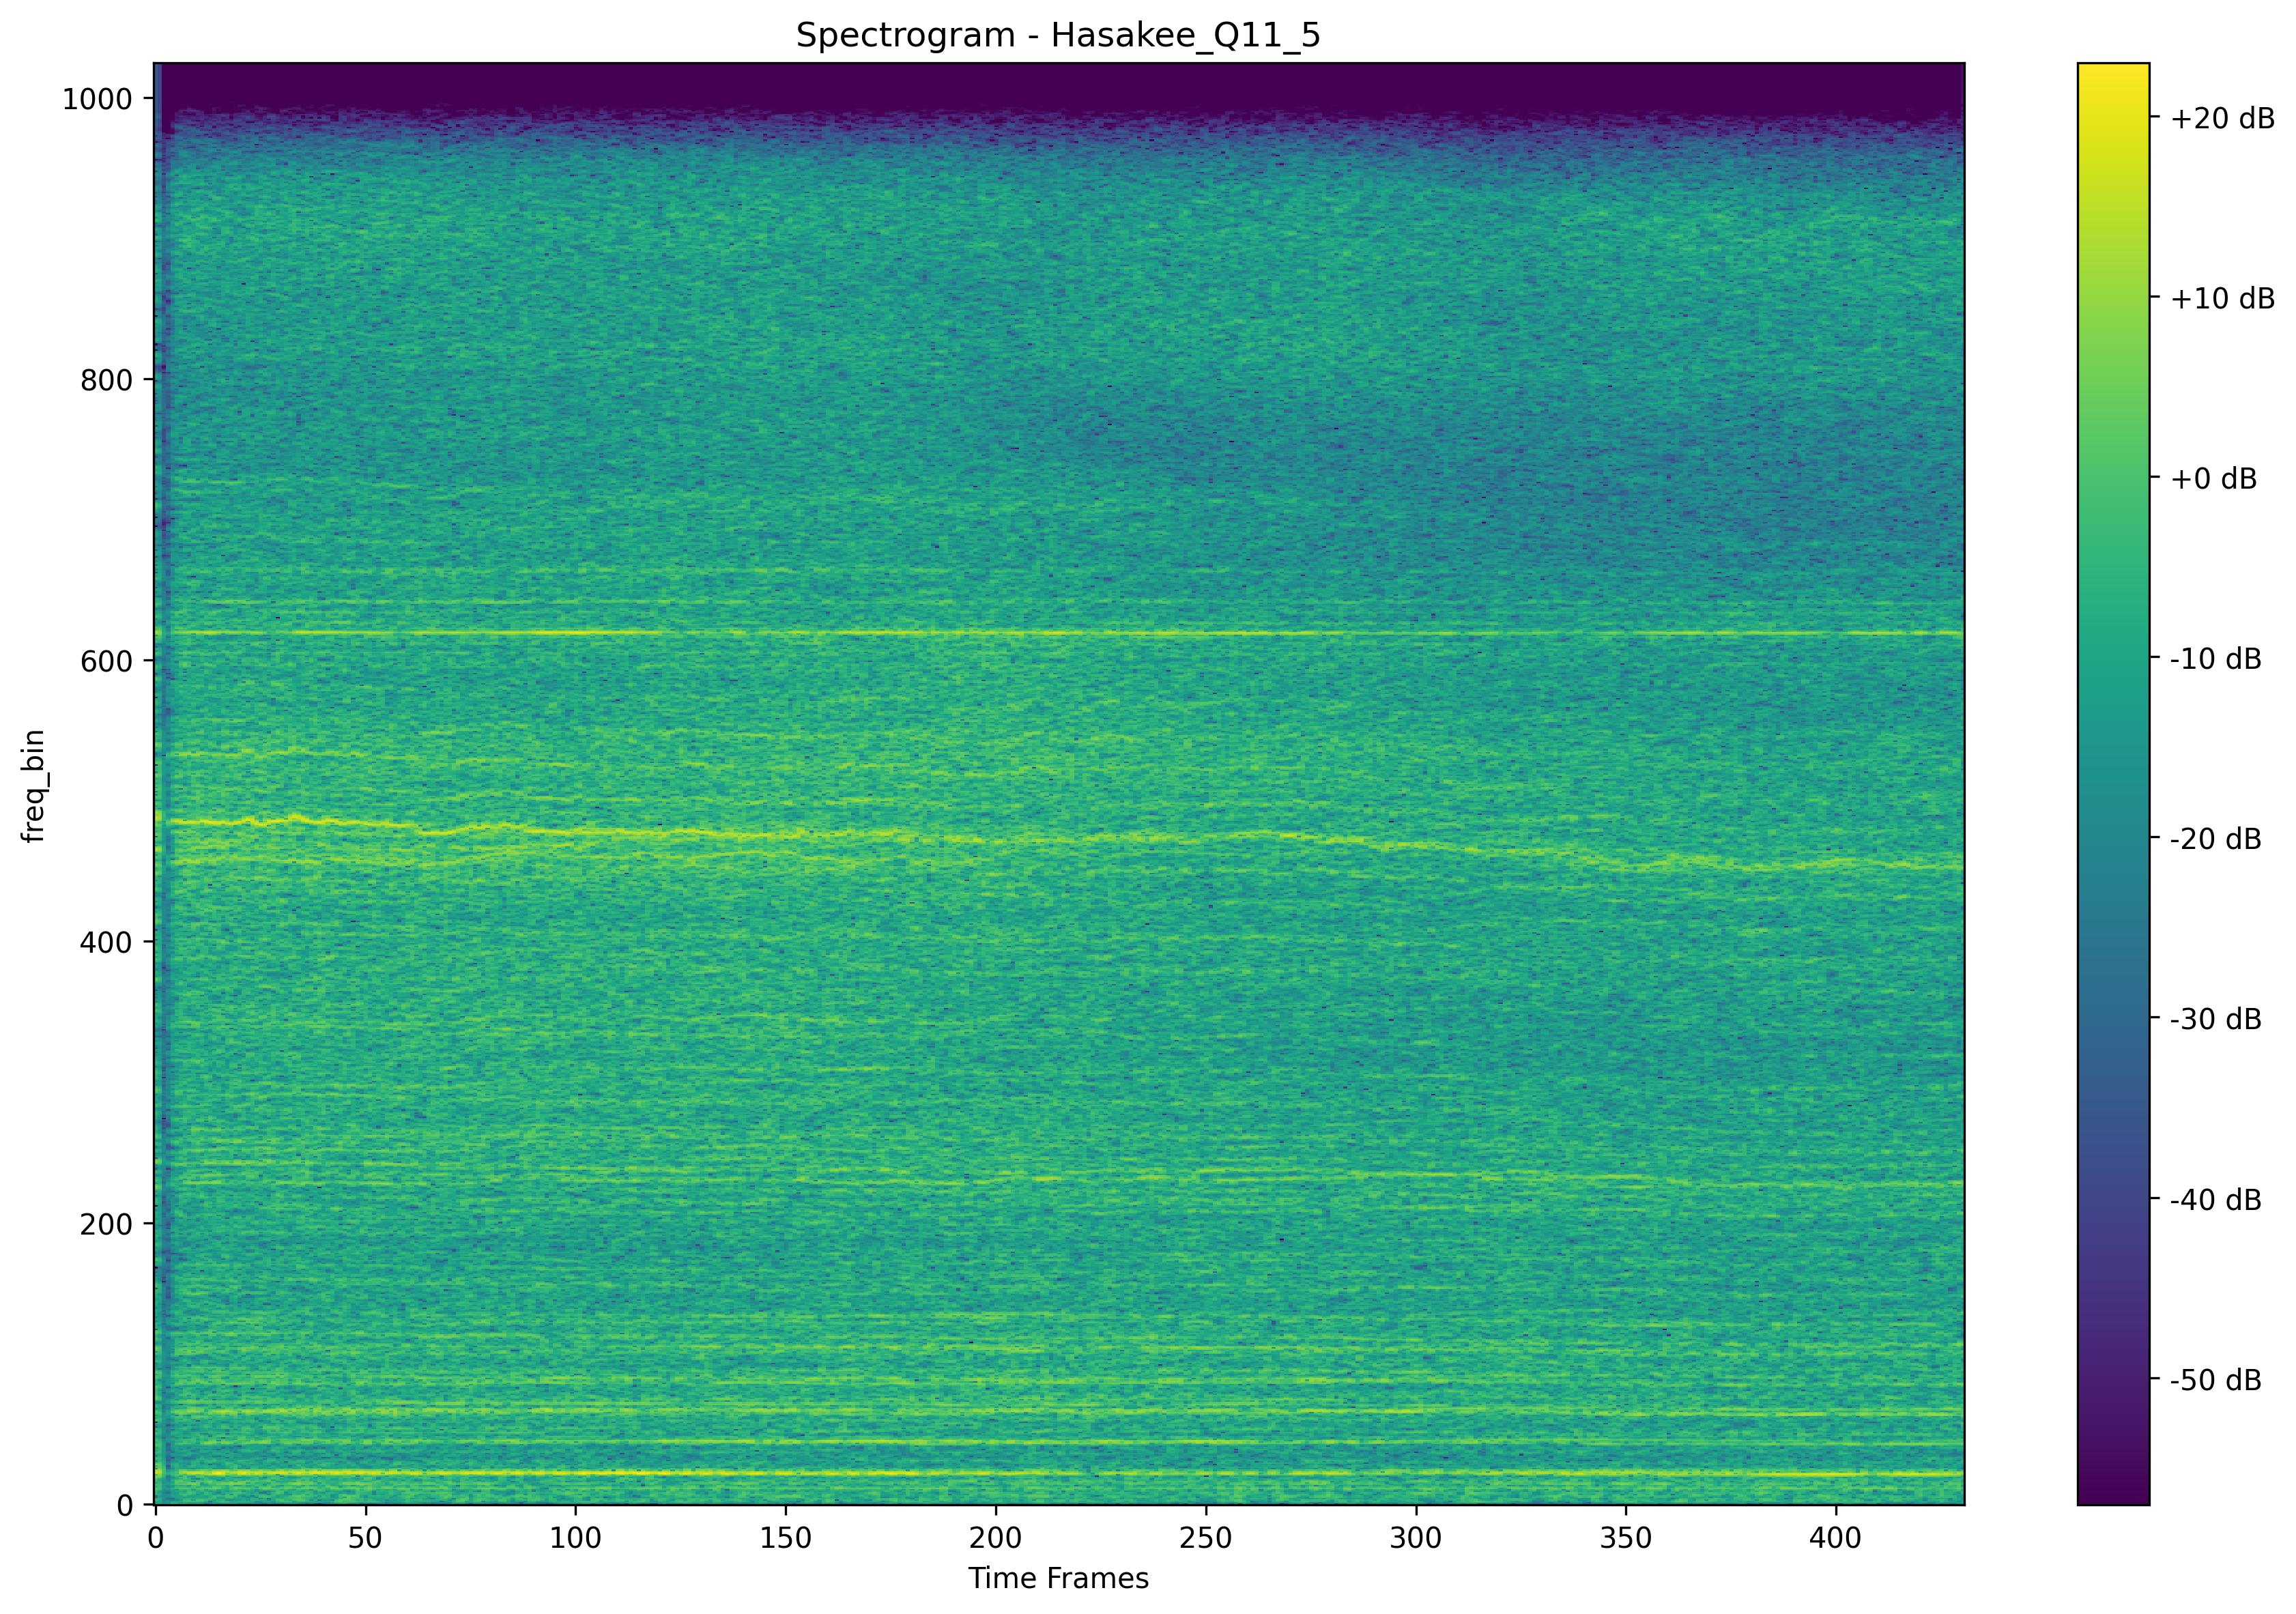 Spectrogram - Hasakee_Q11_5
1000
800
600
400
200
0
freq_bin
0 50 100 150 200 250 300 350 400
Time Frames
+20 dB
+10 dB
+0 dB
-10 dB
-20 dB
-30 dB
-40 dB
-50 dB